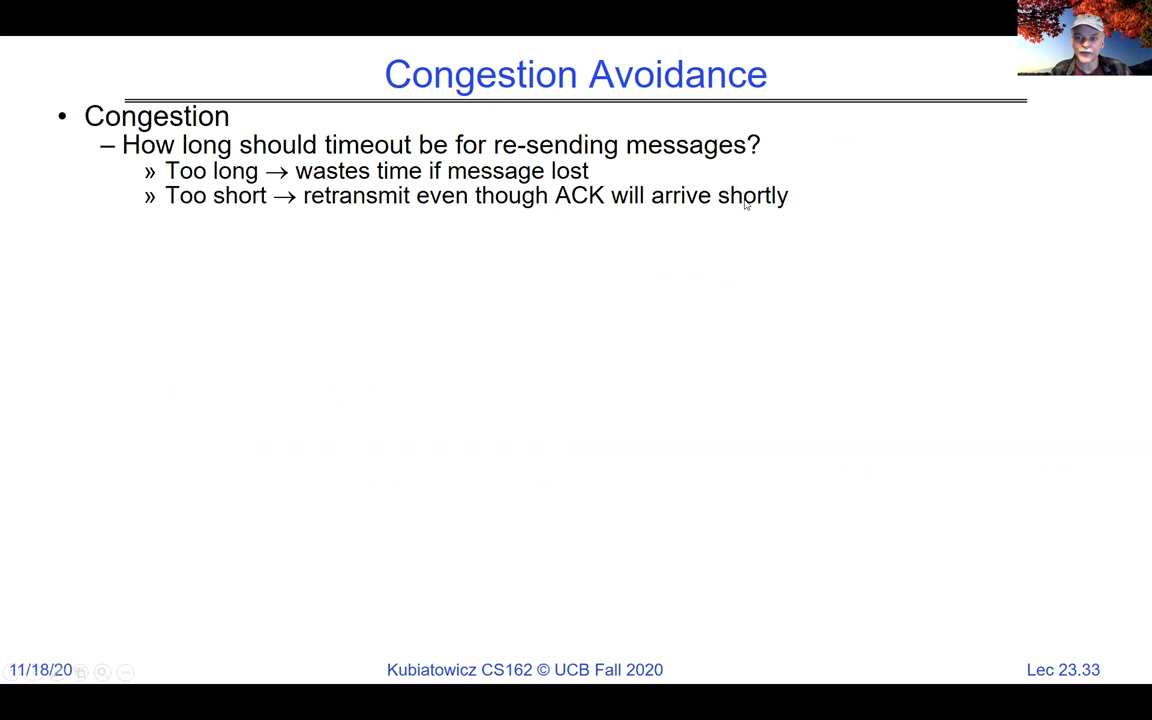 Congestion Avoidance
• Congestion
– How long should timeout be for re-sending messages?
» Too long → wastes time if message lost
» Too short → retransmit even though ACK will arrive shortly
11/18/20
Kubiatowicz CS162 © UCB Fall 2020
Lec 23.33